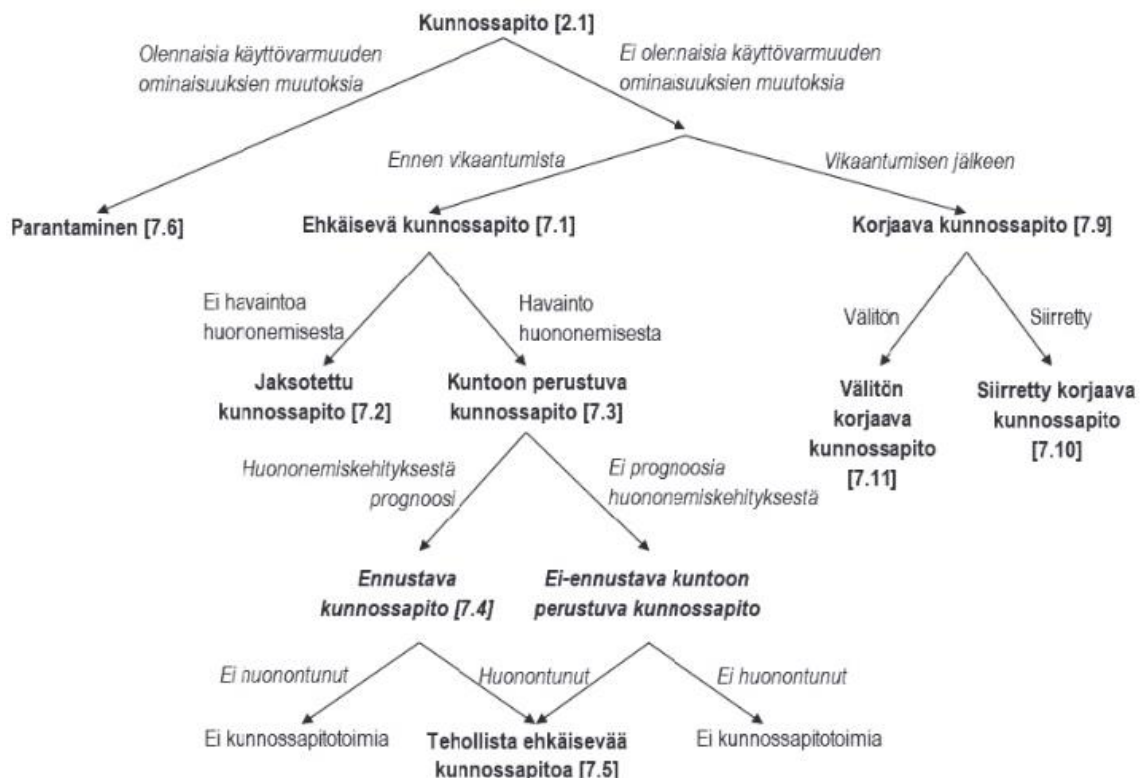 Kunnossapito [2.1]
Olennaisia käyttövarmuuden
ominaisuuksien muutoksia
Ei olennaisia käyttövarmuuden
ominaisuuksien muutoksia
Ennen vikaantumista
Vikaantumisen jälkeen
Parantaminen [7.6]
Ehkäisevä kunnossapito [7.1]
Korjaava kunnossapito [7.9]
Ei havaintoa
huononemisesta
Havainto
huononemisesta
Välitön
Siirretty
Jaksotettu
kunnossapito [7.2]
Kuntoon perustuva
kunnossapito [7.3]
Välitön
korjaava
kunnossapito
[7.11]
Siirretty korjaava
kunnossapito
[7.10]
Huononemiskehityksestä
prognoosi
Ei prognoosia
huononemiskehityksestä
Ennustava
kunnossapito [7.4]
Ei-ennustava kuntoon
perustuva kunnossapito
Ei huonontunut
Huonontunut
Ei huonontunut
Ei kunnossapitotoimia
Tehollista ehkäisevää
kunnossapitoa [7.5]
Ei kunnossapitotoimia